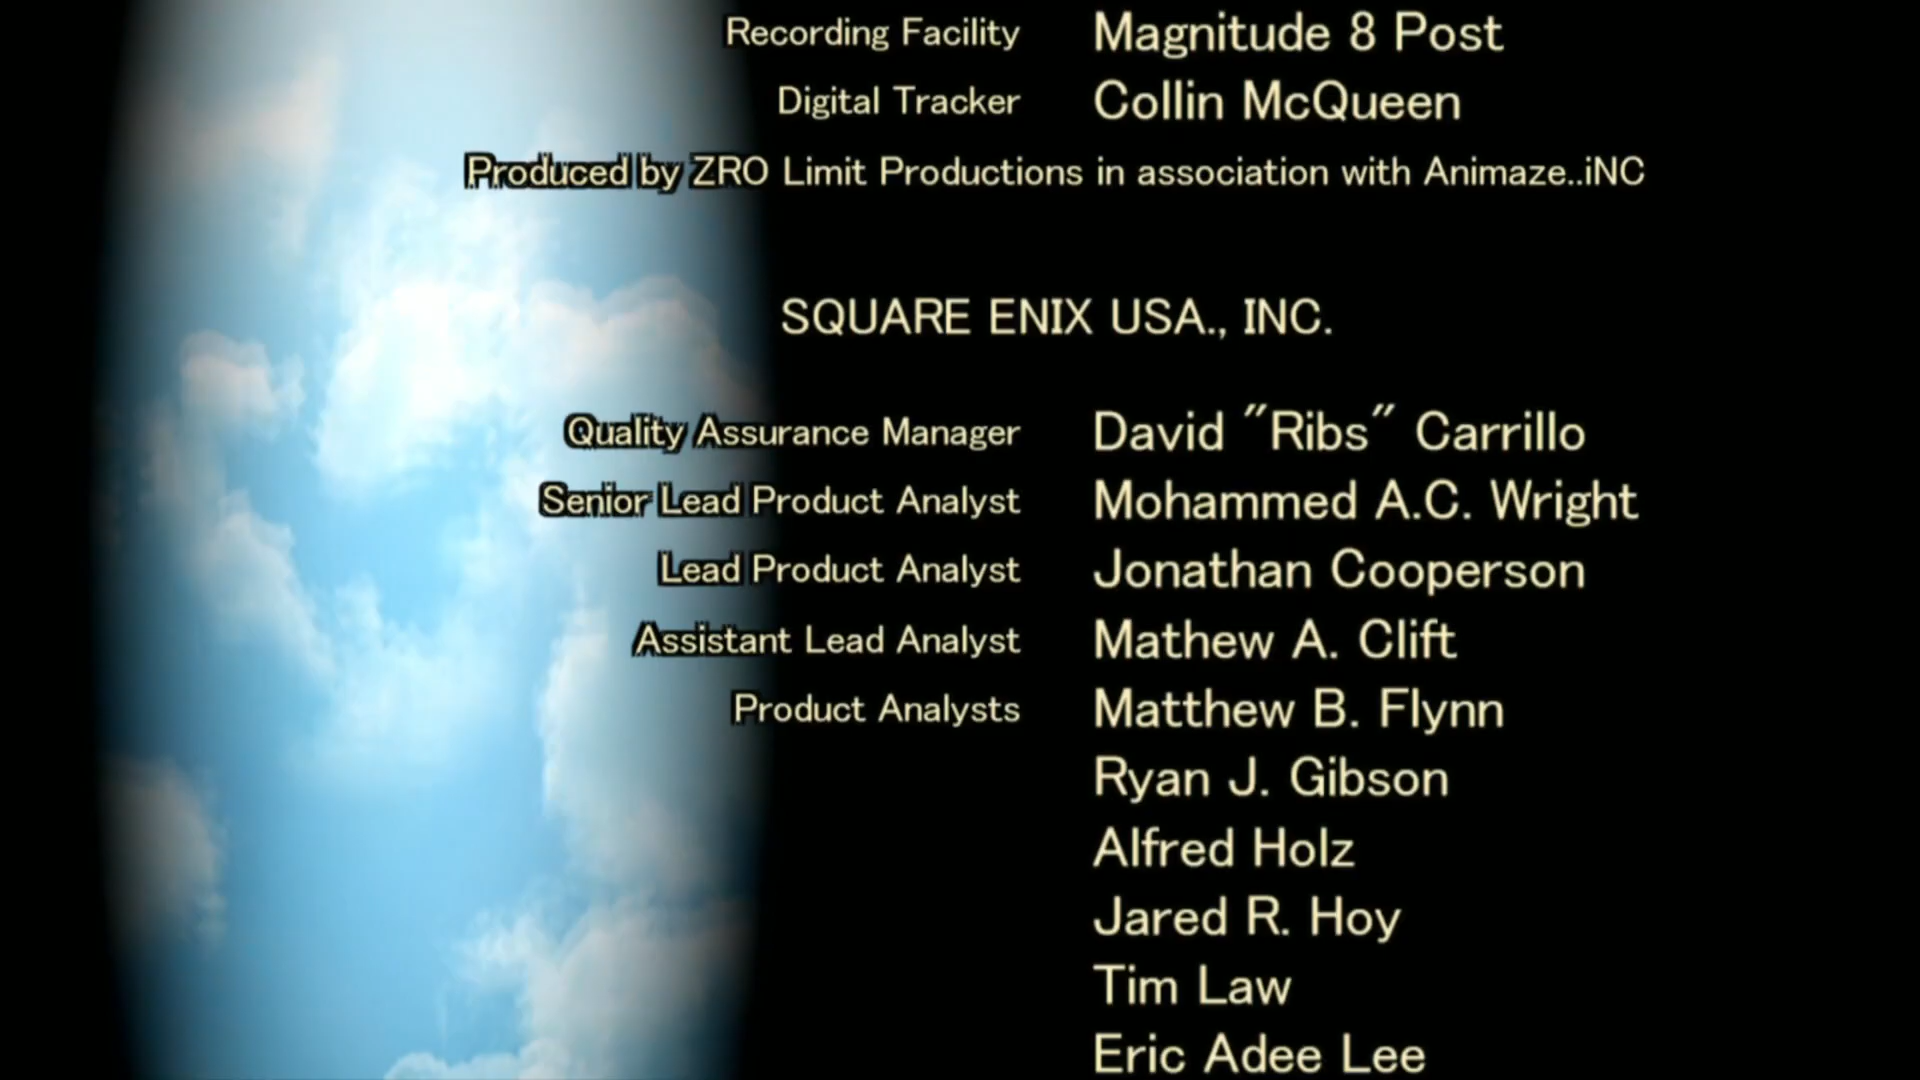 Recording Facility Magnitude 8 Post
Digital Tracker Collin McQueen
Produced by ZRO Limit Productions in association with Animaze..iNC
SQUARE ENIX USA., INC.
Quality Assurance Manager David "Ribs" Carrillo
Senior Lead Product Analyst Mohammed A.C. Wright
Lead Product Analyst Jonathan Cooperson
Assistant Lead Analyst Mathew A. Clift
Product Analysts Matthew B. Flynn
Ryan J. Gibson
Alfred Holz
Jared R. Hoy
Tim Law
Eric Adee Lee